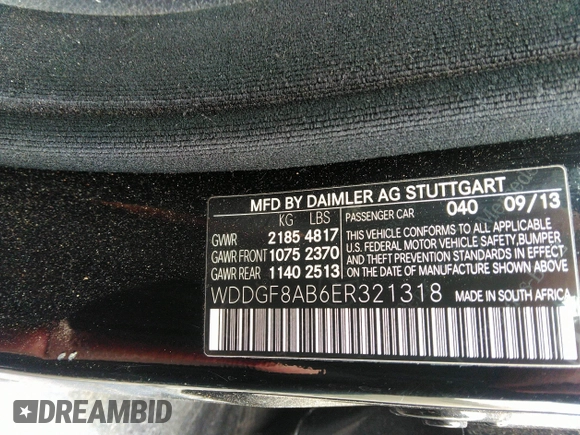 MFD BY DAIMLER AG STUTTGART
KG LBS PASSENGER CAR 040 09/13
GVWR 2185 4817
GAWR FRONT 1075 2370
GAWR REAR 1140 2513
THIS VEHICLE CONFORMS TO ALL APPLICABLE
U.S. FEDERAL MOTOR VEHICLE SAFETY, BUMPER
AND THEFT PREVENTION STANDARDS IN EFFECT
ON DATE OF MANUFACTURE SHOWN ABOVE.
WDDGF8AB6ER321318 MADE IN SOUTH AFRICA
DREAMBID